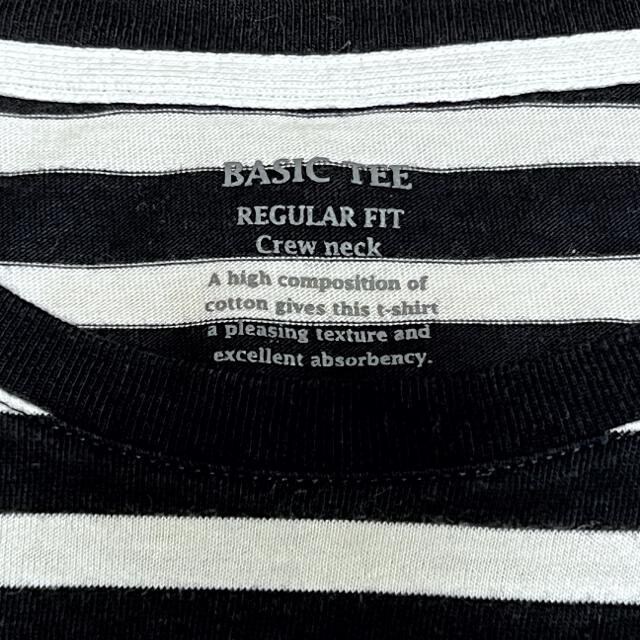 BASIC TEE
REGULAR FIT
Crew neck
A high composition of
cotton gives this t-shirt
a pleasing texture and
excellent absorbency.